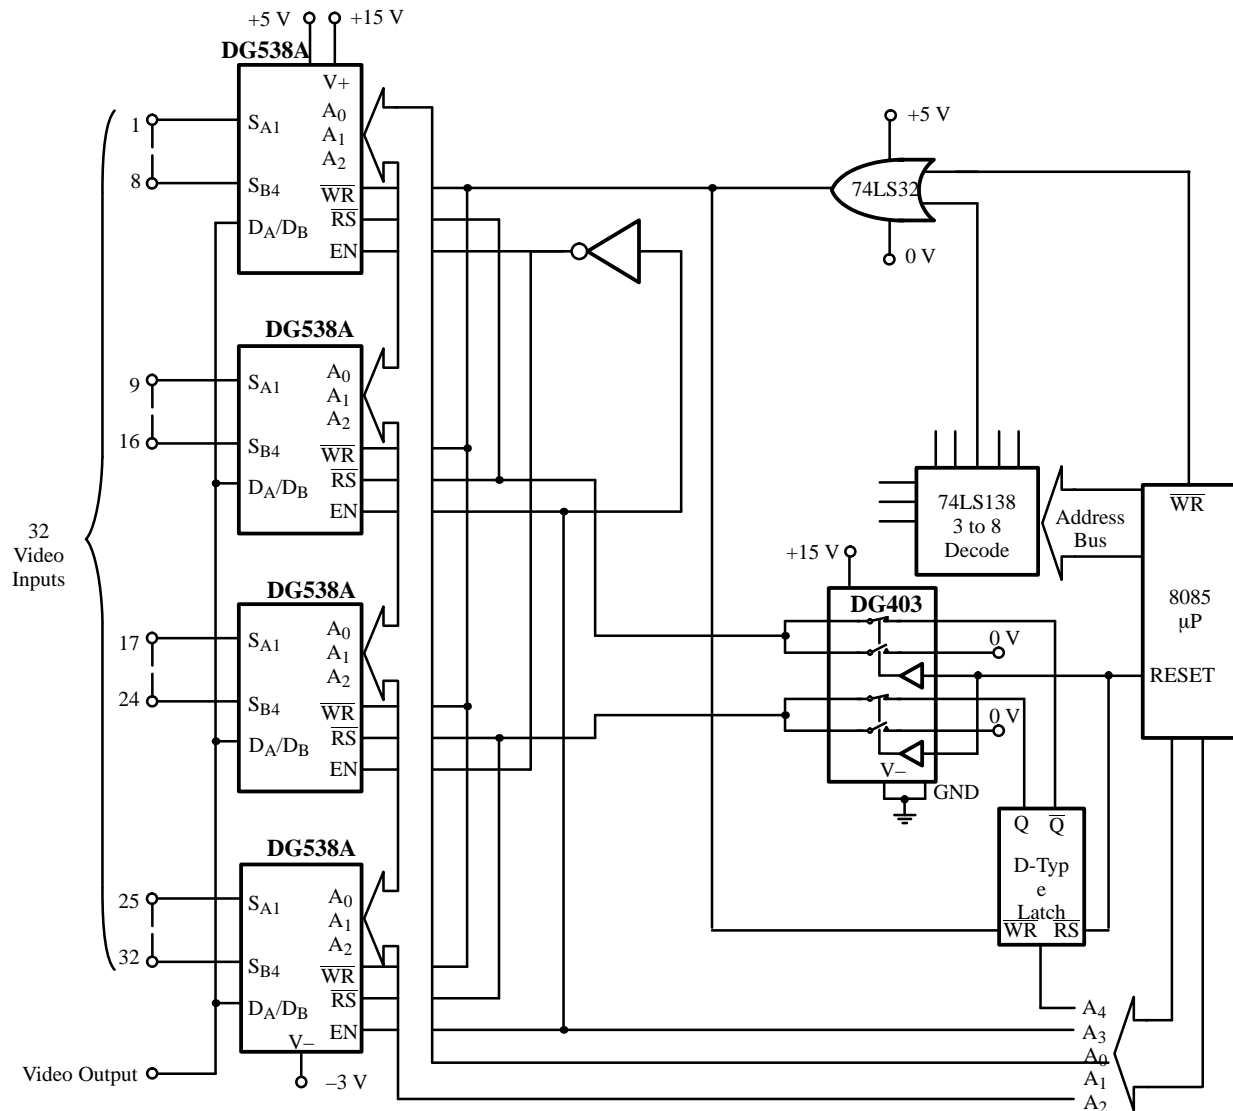 +5 V
+15 V
DG538A
V+
A0
A1
A2
WR
RS
EN
SA1
SB4
DA/DB
1
8
+5 V
74LS32
0 V
DG538A
A0
A1
A2
WR
RS
EN
SA1
SB4
DA/DB
9
16
32
Video
Inputs
74LS138
3 to 8
Decode
Address
Bus
WR
8085
µP
RESET
+15 V
DG403
0 V
0 V
V–
GND
DG538A
A0
A1
A2
WR
RS
EN
SA1
SB4
DA/DB
17
24
Q
Q
D-Typ
e
Latch
WR
RS
DG538A
A0
A1
A2
WR
RS
EN
SA1
SB4
DA/DB
V–
25
32
–3 V
Video Output
A4
A3
A0
A1
A2